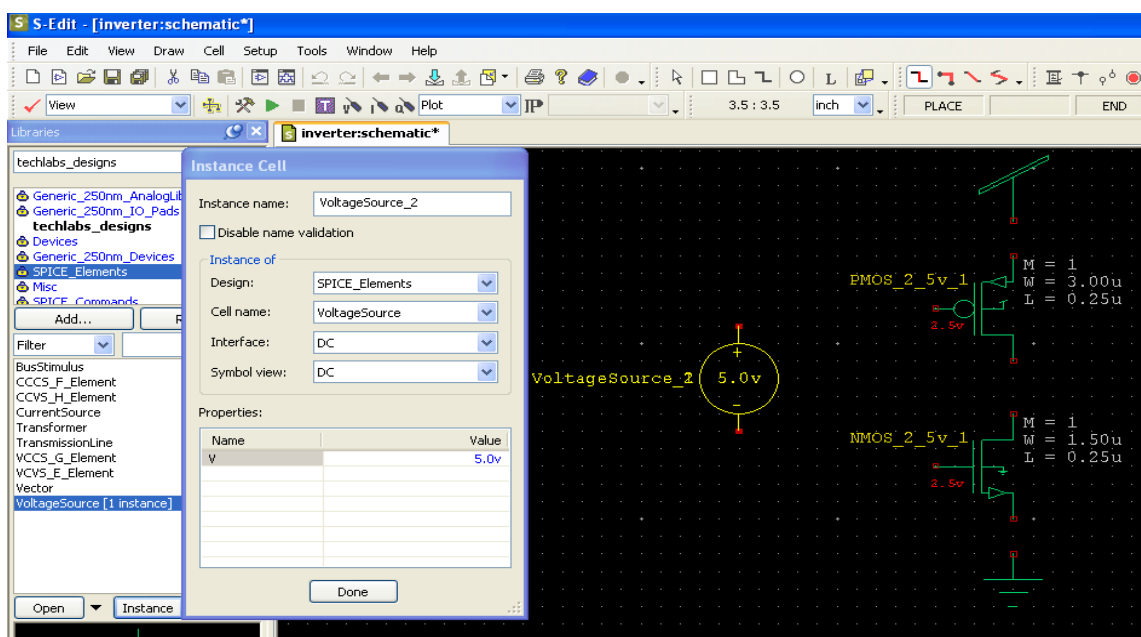 S-Edit - [inverter:schematic*]
File Edit View Draw Cell Setup Tools Window Help
View Plot 3.5 : 3.5 inch PLACE END
Libraries
inverter:schematic*
techlabs_designs
Generic_250nm_AnalogLib
Generic_250nm_IO_Pads
techlabs_designs
Devices
Generic_250nm_Devices
SPICE_Elements
Misc
SPICE_Commands
Add...
Filter
BusStimulus
CCCS_F_Element
CCVS_H_Element
CurrentSource
Transformer
TransmissionLine
VCCS_G_Element
VCVS_E_Element
Vector
VoltageSource [1 instance]
Open Instance
Instance Cell
Instance name: VoltageSource_2
Disable name validation
Instance of
Design: SPICE_Elements
Cell name: VoltageSource
Interface: DC
Symbol view: DC
Properties:
Name Value
V 5.0v
Done
5.0v
PMOS_2_5v_1
M = 1
W = 3.00u
L = 0.25u
2.5v
NMOS_2_5v_1
M = 1
W = 1.50u
L = 0.25u
2.5v